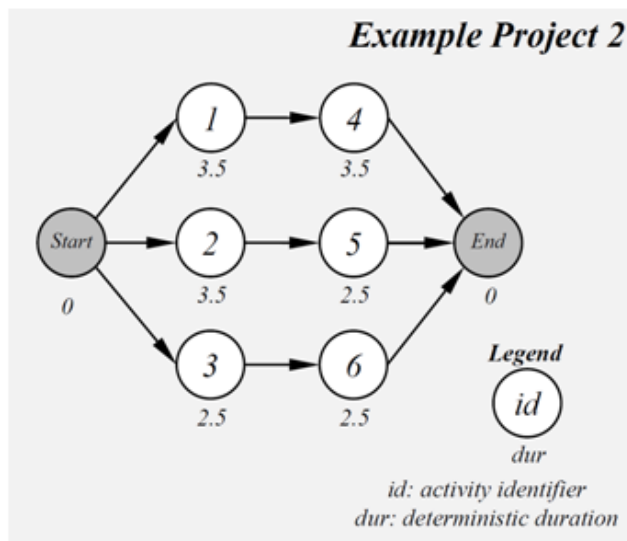 Example Project 2
1
4
3.5
3.5
Start
2
5
End
0
3.5
2.5
0
3
6
2.5
2.5
Legend
id
dur
id: activity identifier
dur: deterministic duration